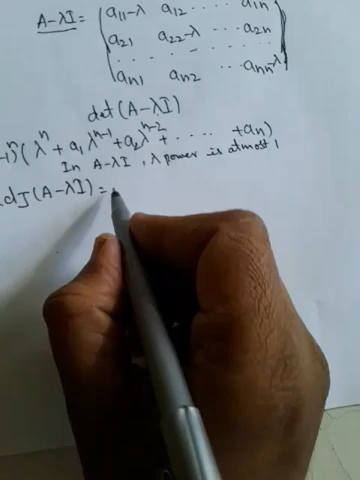 A-λI = (a11-λ a12 ..... a1n
a21 a22-λ ... a2n
.. ..... ..... ....
an1 an2 ... ann-λ)
det (A-λI)
-1)^n (λ^n + a1 λ^n-1 + a2 λ^n-2 + ..... + an)
In A-λI, λ power is atmost 1
dJ (A-λI) =